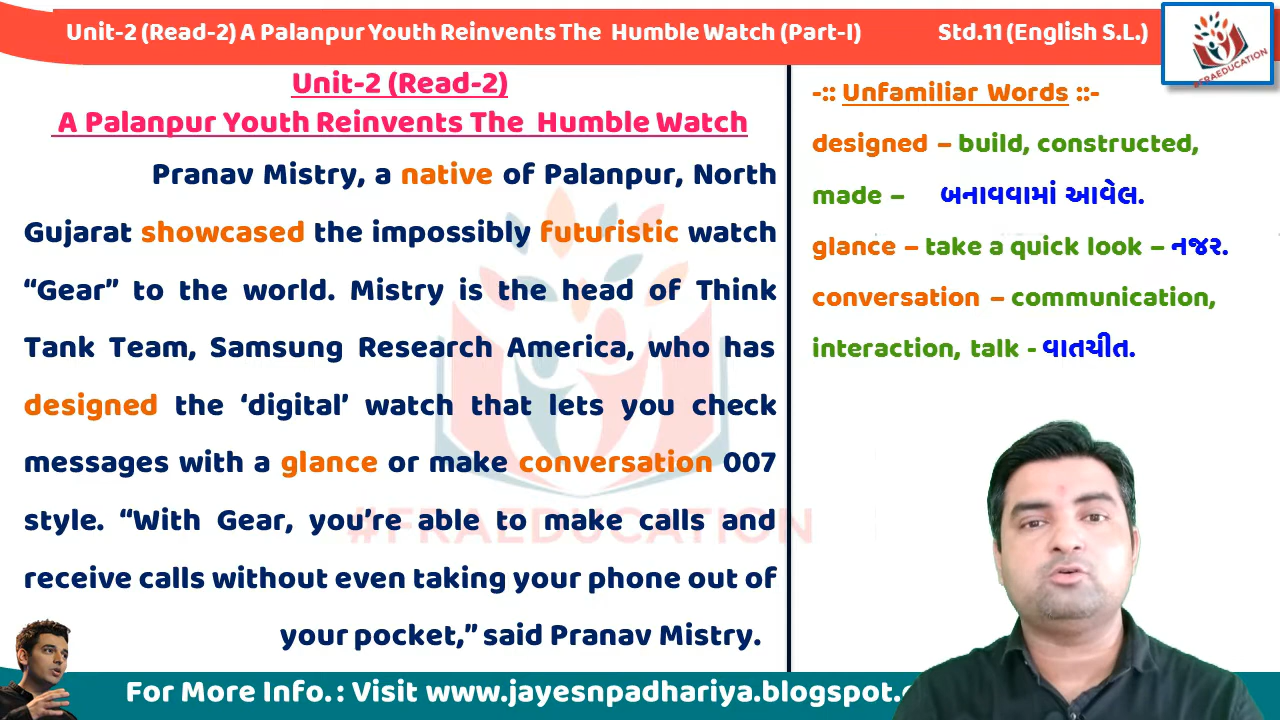 Unit-2 (Read-2) A Palanpur Youth Reinvents The Humble Watch (Part-I) Std.11 (English S.L.)
#FRAEDUCATION
Unit-2 (Read-2)
A Palanpur Youth Reinvents The Humble Watch
Pranav Mistry, a native of Palanpur, North
Gujarat showcased the impossibly futuristic watch
“Gear” to the world. Mistry is the head of Think
Tank Team, Samsung Research America, who has
designed the ‘digital’ watch that lets you check
messages with a glance or make conversation 007
style. “With Gear, you’re able to make calls and
receive calls without even taking your phone out of
your pocket,” said Pranav Mistry.
#FRAEDUCATION
-:: Unfamiliar Words ::-
designed – build, constructed,
made – બનાવવામાં આવેલ.
glance – take a quick look – નજર.
conversation – communication,
interaction, talk - વાતચીત.
For More Info. : Visit www.jayesnpadhariya.blogspot.